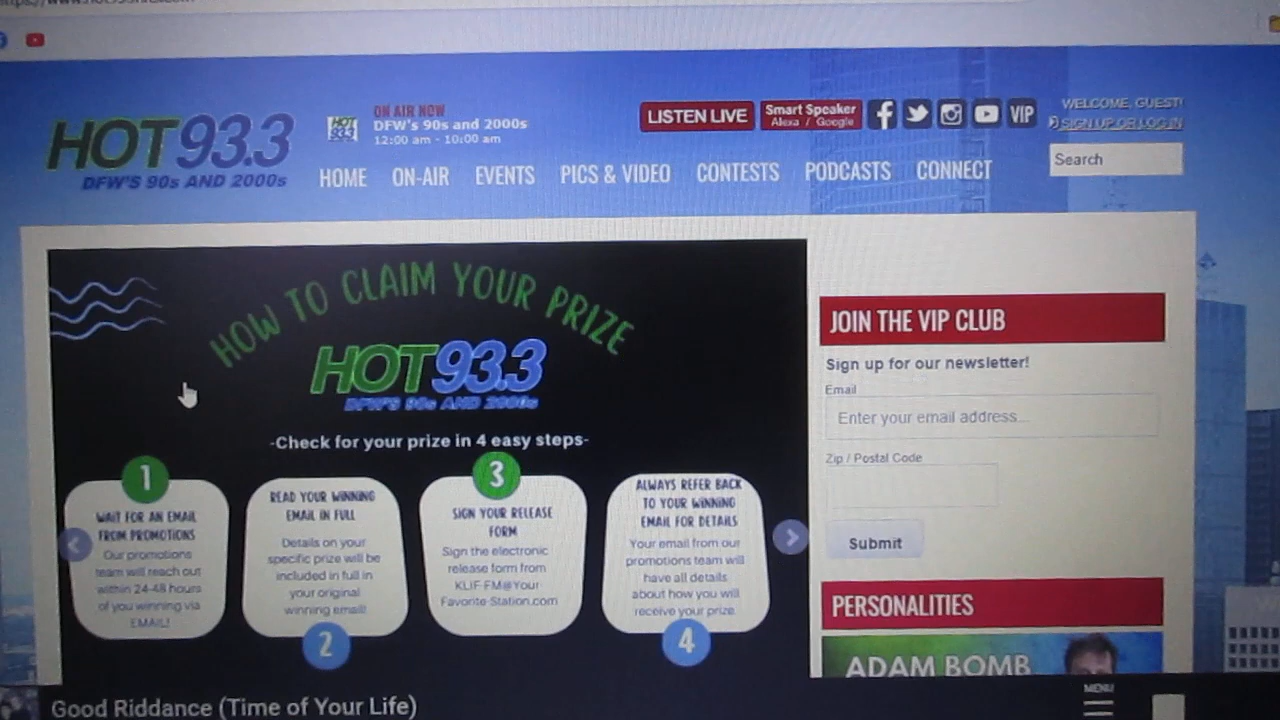 HOT 93.3
DFW'S 90s AND 2000s
HOT
93.3
ON AIR NOW
DFW's 90s and 2000s
12:00 am - 10:00 am
LISTEN LIVE
Smart Speaker
Alexa / Google
VIP
WELCOME, GUEST!
SIGN UP OR LOG IN
Search
HOME ON-AIR EVENTS PICS & VIDEO CONTESTS PODCASTS CONNECT
HOW TO CLAIM YOUR PRIZE
HOT 93.3
DFW'S 90s AND 2000s
-Check for your prize in 4 easy steps-
1
WAIT FOR AN EMAIL
FROM PROMOTIONS
Our promotions
team will reach out
within 24-48 hours
of you winning via
EMAIL!
READ YOUR WINNING
EMAIL IN FULL
Details on your
specific prize will be
included in full in
your original
winning email!
2
3
SIGN YOUR RELEASE
FORM
Sign the electronic
release form from
KLIF-FM@Your-
Favorite-Station.com
ALWAYS REFER BACK
TO YOUR WINNING
EMAIL FOR DETAILS
Your email from our
promotions team will
have all details
about how you will
receive your prize.
4
JOIN THE VIP CLUB
Sign up for our newsletter!
Email
Enter your email address...
Zip / Postal Code
Submit
PERSONALITIES
ADAM BOMB
Good Riddance (Time of Your Life)
MENU